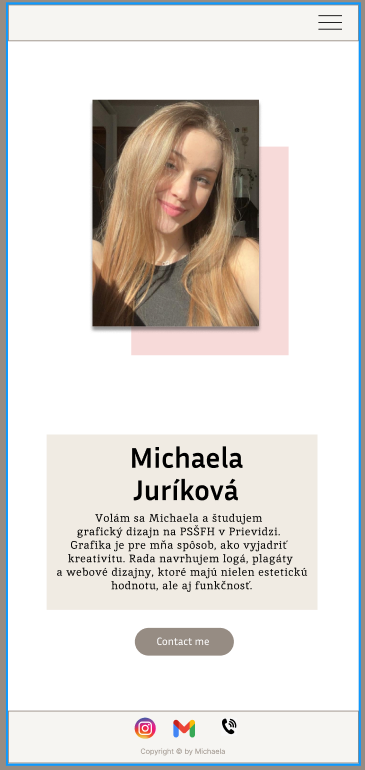 Michaela
Juríková
Volám sa Michaela a študujem
grafický dizajn na PSŠFH v Prievidzi.
Grafika je pre mňa spôsob, ako vyjadriť
kreativitu. Rada navrhujem logá, plagáty
a webové dizajny, ktoré majú nielen estetickú
hodnotu, ale aj funkčnosť.
Contact me
Copyright © by Michaela